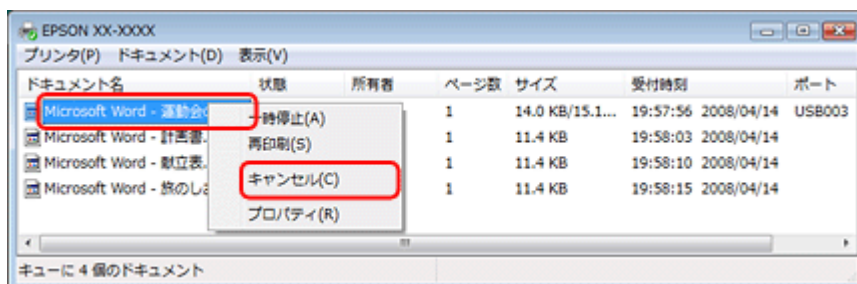 EPSON XX-XXXX
プリンタ(P) ドキュメント(D) 表示(V)
ドキュメント名 状態 所有者 ページ数 サイズ 受付時刻 ポート
Microsoft Word - 運動会 1 14.0 KB/15.1... 19:57:56 2008/04/14 USB003
一時停止(A)
Microsoft Word - 計画書. 1 11.4 KB 19:58:03 2008/04/14
再印刷(S)
Microsoft Word - 献立表. 1 11.4 KB 19:58:10 2008/04/14
キャンセル(C)
Microsoft Word - 旅のし 1 11.4 KB 19:58:15 2008/04/14
プロパティ(R)
キューに 4 個のドキュメント